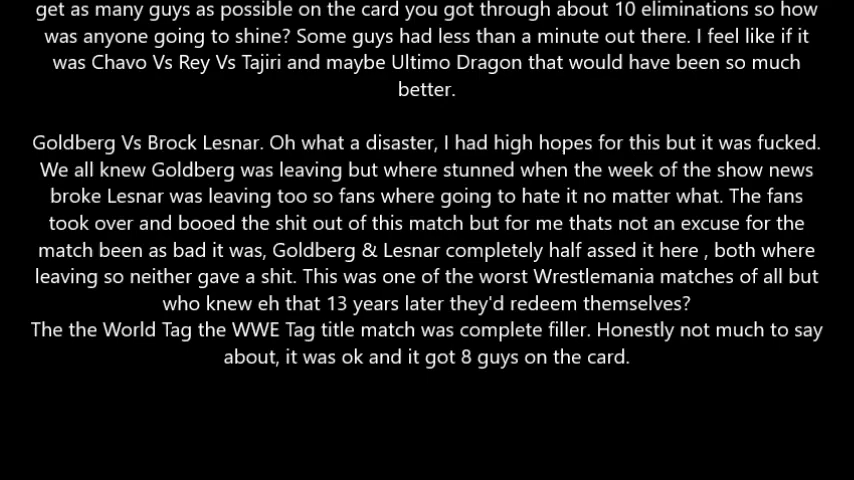 get as many guys as possible on the card you got through about 10 eliminations so how
was anyone going to shine? Some guys had less than a minute out there. I feel like if it
was Chavo Vs Rey Vs Tajiri and maybe Ultimo Dragon that would have been so much
better.
Goldberg Vs Brock Lesnar. Oh what a disaster, I had high hopes for this but it was fucked.
We all knew Goldberg was leaving but where stunned when the week of the show news
broke Lesnar was leaving too so fans where going to hate it no matter what. The fans
took over and booed the shit out of this match but for me thats not an excuse for the
match been as bad it was, Goldberg & Lesnar completely half assed it here , both where
leaving so neither gave a shit. This was one of the worst Wrestlemania matches of all but
who knew eh that 13 years later they'd redeem themselves?
The the World Tag the WWE Tag title match was complete filler. Honestly not much to say
about, it was ok and it got 8 guys on the card.